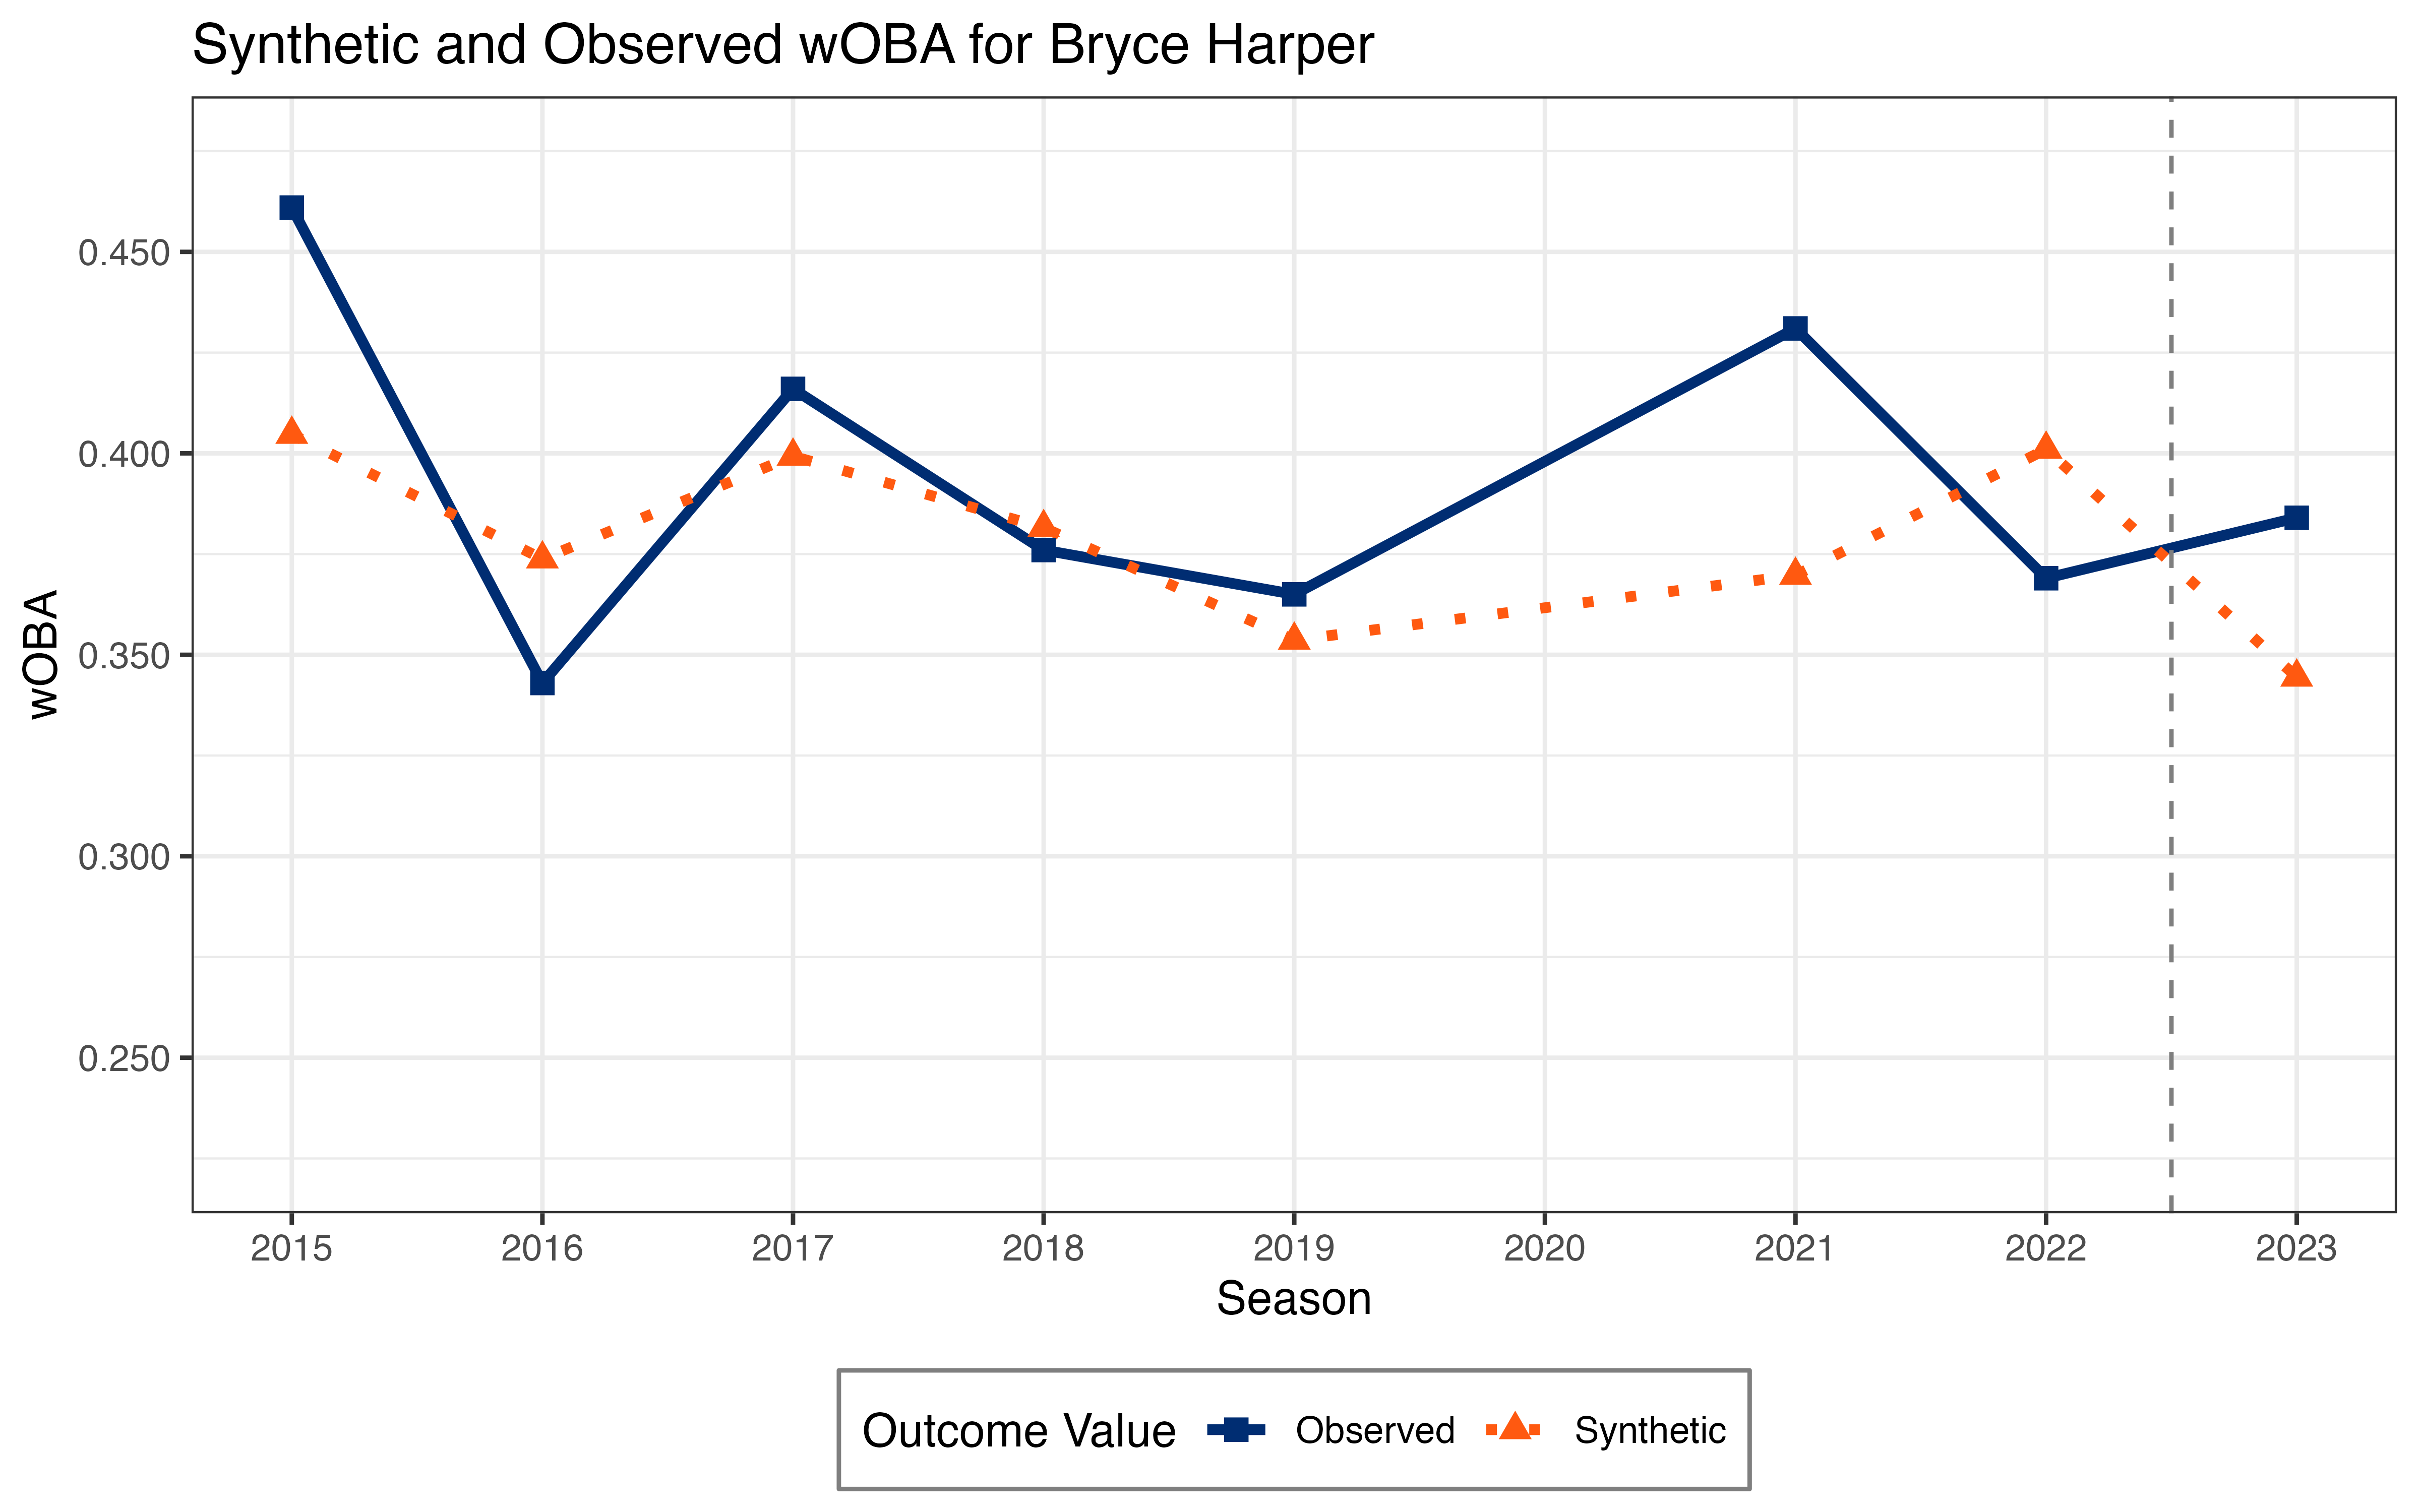 Synthetic and Observed wOBA for Bryce Harper
wOBA
0.450
0.400
0.350
0.300
0.250
2015 2016 2017 2018 2019 2020 2021 2022 2023
Season
Outcome Value Observed Synthetic